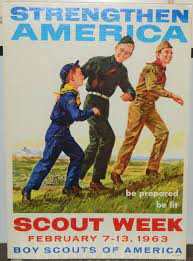 STRENGTHEN
AMERICA
be prepared
be fit
SCOUT WEEK
FEBRUARY 7-13, 1963
BOY SCOUTS OF AMERICA